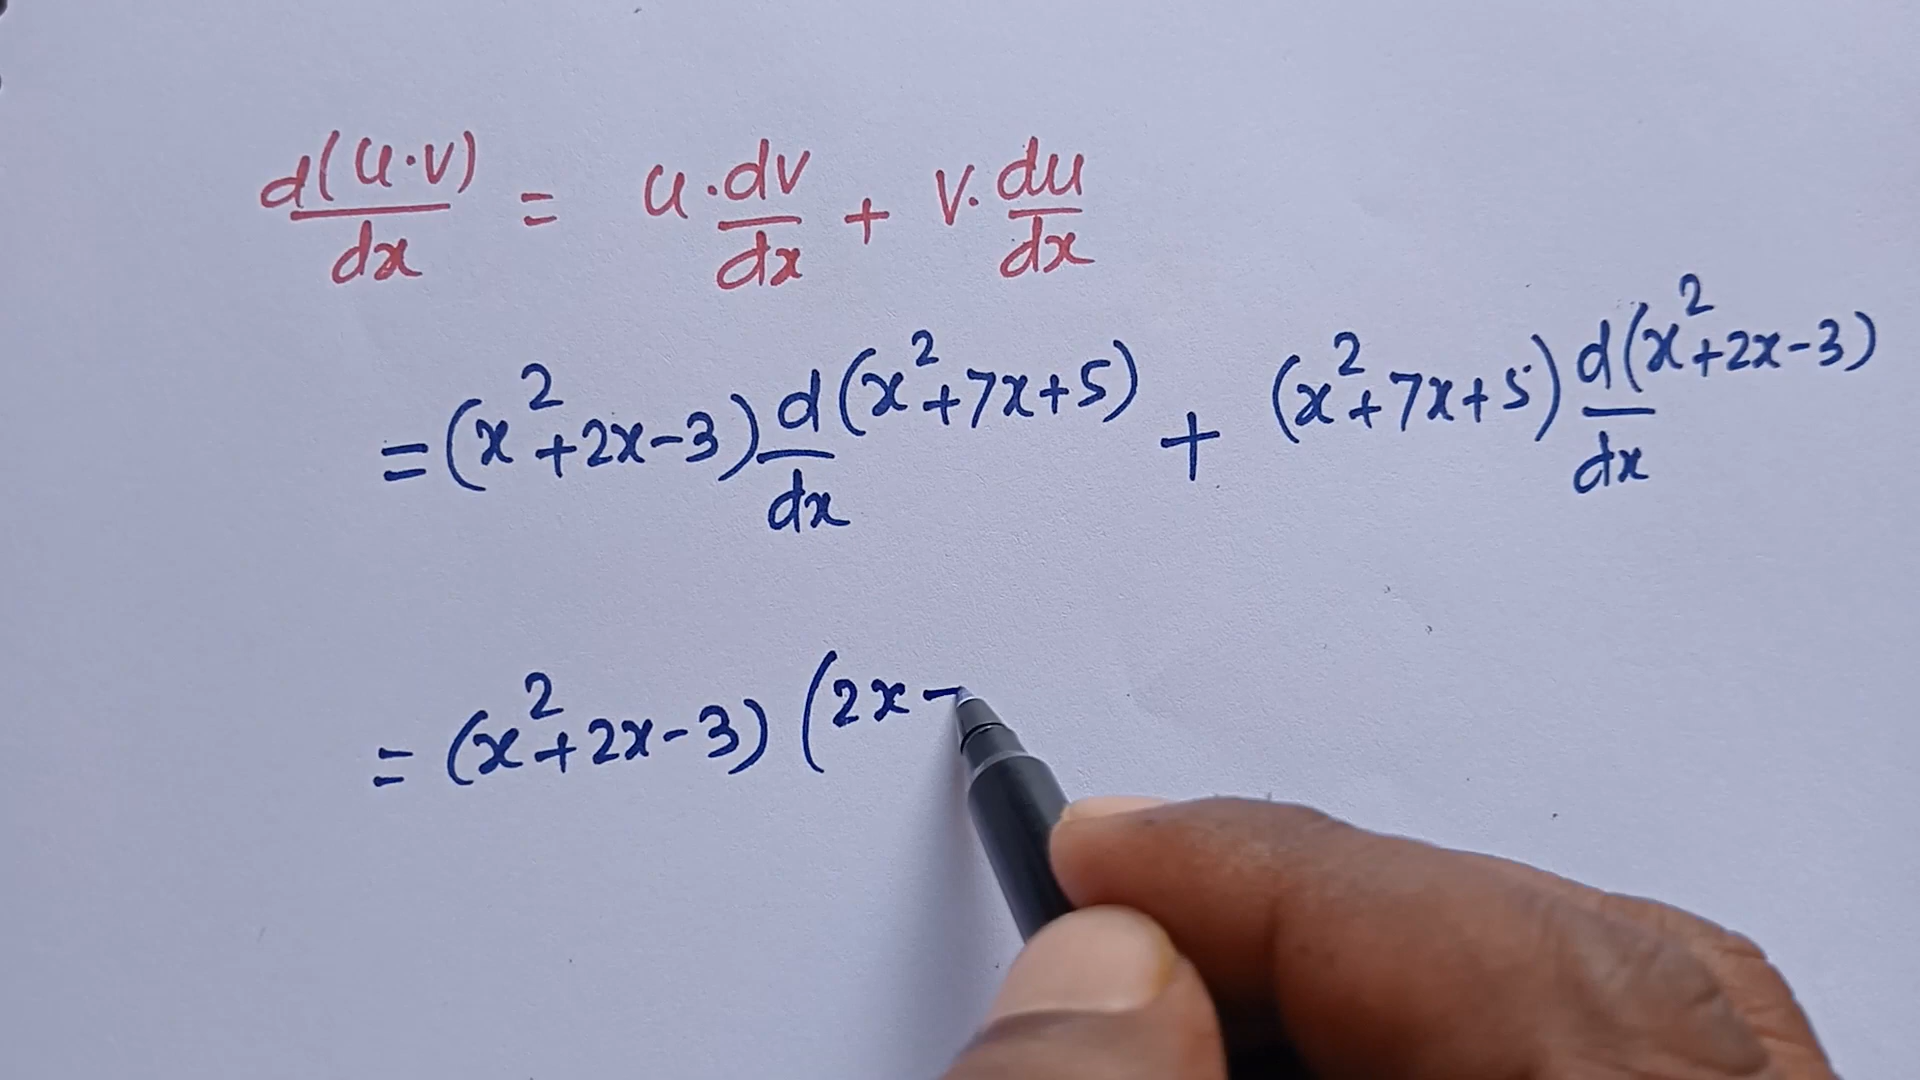 d(u·v)/dx = u·dv/dx + v·du/dx
= (x²+2x-3) d/dx (x²+7x+5) + (x²+7x+5) d/dx (x²+2x-3)
= (x²+2x-3) (2x -